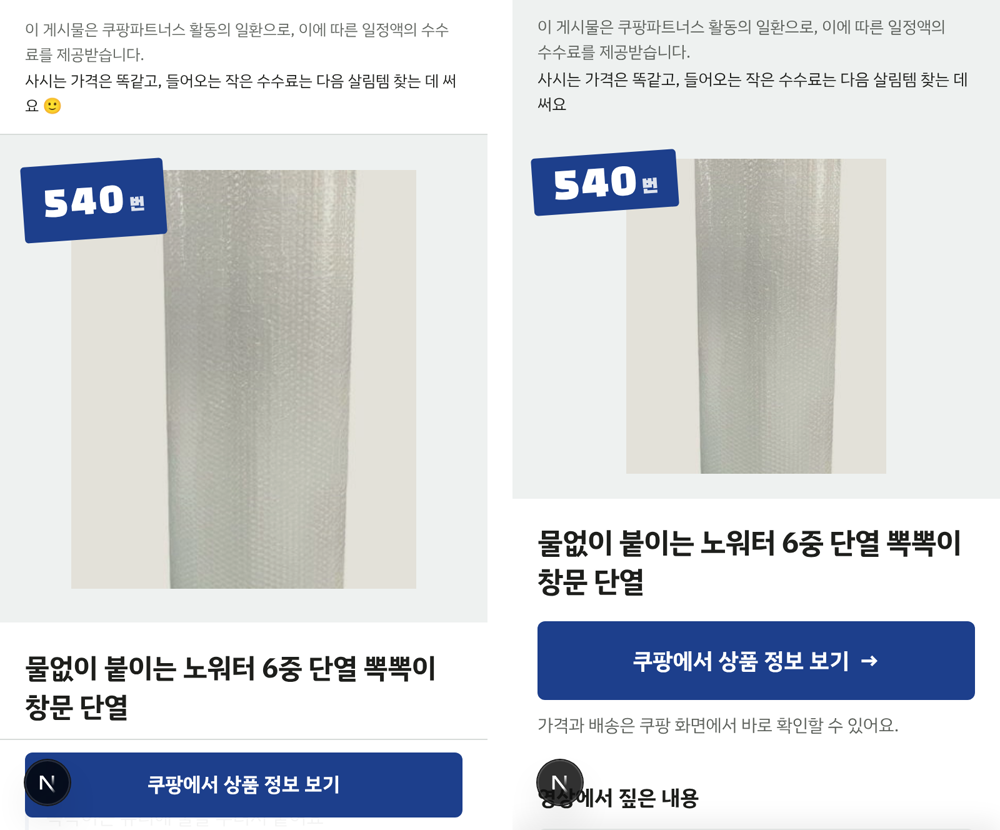 이 게시물은 쿠팡파트너스 활동의 일환으로, 이에 따른 일정액의 수수
료를 제공받습니다.
사시는 가격은 똑같고, 들어오는 작은 수수료는 다음 살림템 찾는 데 써
요 🙂
540 번
물없이 붙이는 노워터 6중 단열 뽁뽁이
창문 단열
쿠팡에서 상품 정보 보기
N
이 게시물은 쿠팡파트너스 활동의 일환으로, 이에 따른 일정액의
수수료를 제공받습니다.
사시는 가격은 똑같고, 들어오는 작은 수수료는 다음 살림템 찾는 데
써요
540 번
물없이 붙이는 노워터 6중 단열 뽁뽁이
창문 단열
쿠팡에서 상품 정보 보기 →
가격과 배송은 쿠팡 화면에서 바로 확인할 수 있어요.
N
영상에서 짚은 내용